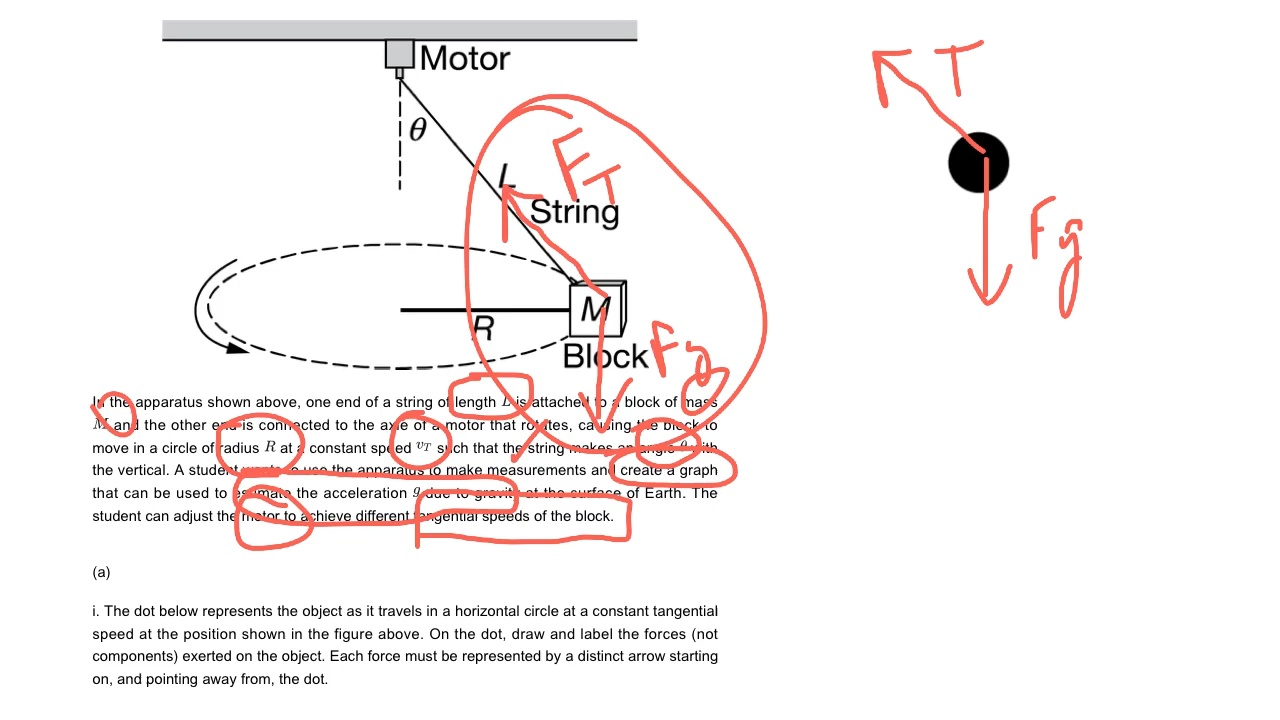 Motor
T
θ
F_T
L
String
F_g
M
R
Block
F_g
In the apparatus shown above, one end of a string of length L is attached to a block of mass
M and the other end is connected to the axle of a motor that rotates, causing the block to
move in a circle of radius R at a constant speed v_T such that the string makes an angle θ with
the vertical. A student wants to use the apparatus to make measurements and create a graph
that can be used to estimate the acceleration g due to gravity at the surface of Earth. The
student can adjust the motor to achieve different tangential speeds of the block.
(a)
i. The dot below represents the object as it travels in a horizontal circle at a constant tangential
speed at the position shown in the figure above. On the dot, draw and label the forces (not
components) exerted on the object. Each force must be represented by a distinct arrow starting
on, and pointing away from, the dot.